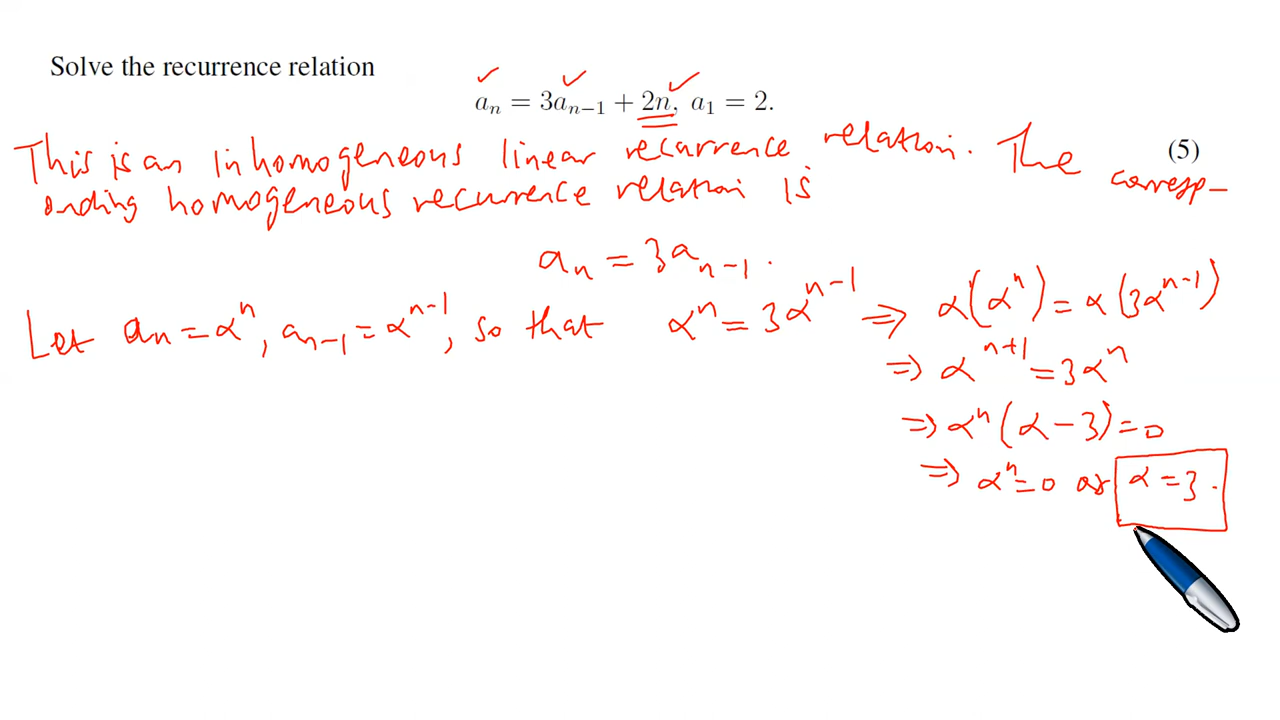 Solve the recurrence relation
aₙ = 3aₙ₋₁ + 2n, a₁ = 2.
(5)
This is an inhomogeneous linear recurrence relation. The corresp-
onding homogeneous recurrence relation is
aₙ = 3aₙ₋₁.
Let aₙ = αⁿ, aₙ₋₁ = αⁿ⁻¹, so that αⁿ = 3αⁿ⁻¹ ⇒ α(αⁿ) = α(3αⁿ⁻¹)
⇒ αⁿ⁺¹ = 3αⁿ
⇒ αⁿ(α − 3) = 0
⇒ αⁿ = 0 or α = 3.